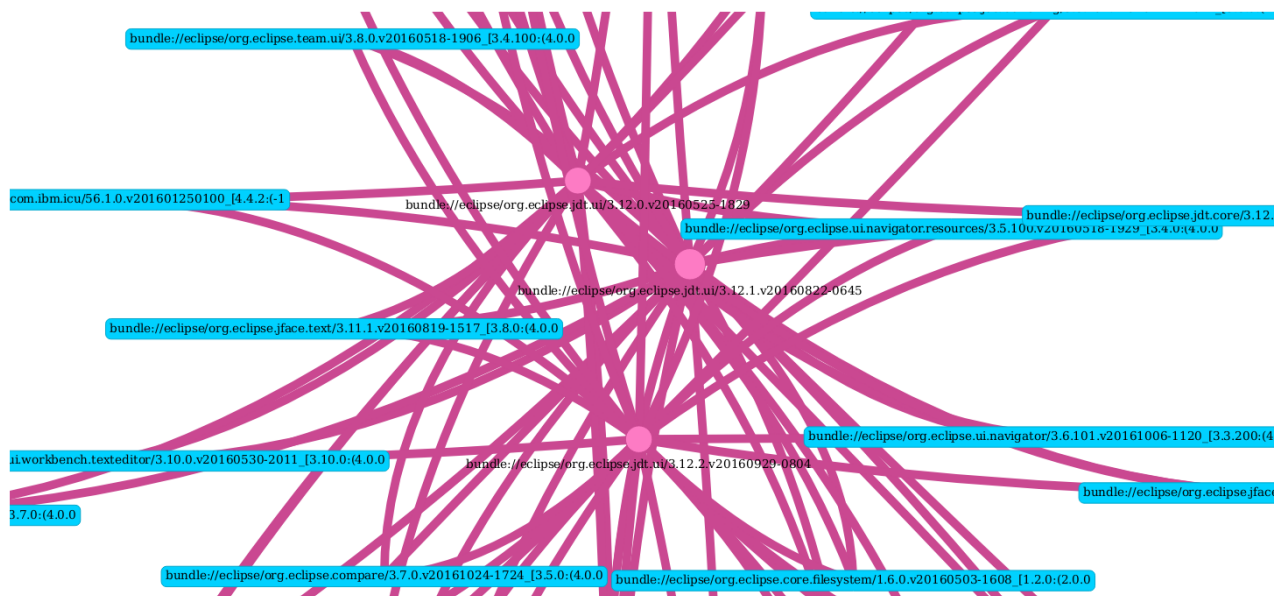 bundle://eclipse/org.eclipse.team.ui/3.8.0.v20160518-1906_[3.4.100:(4.0.0
com.ibm.icu/56.1.0.v201601250100_[4.4.2:(-1
bundle://eclipse/org.eclipse.jdt.ui/3.12.0.v20160523-1829
bundle://eclipse/org.eclipse.jdt.core/3.12.
bundle://eclipse/org.eclipse.ui.navigator.resources/3.5.100.v20160518-1929_[3.4.0:(4.0.0
bundle://eclipse/org.eclipse.jdt.ui/3.12.1.v20160822-0645
bundle://eclipse/org.eclipse.jface.text/3.11.1.v20160819-1517_[3.8.0:(4.0.0
bundle://eclipse/org.eclipse.ui.navigator/3.6.101.v20161006-1120_[3.3.200:(4
ui.workbench.texteditor/3.10.0.v20160530-2011_[3.10.0:(4.0.0
bundle://eclipse/org.eclipse.jdt.ui/3.12.2.v20160929-0804
bundle://eclipse/org.eclipse.jface
3.7.0:(4.0.0
bundle://eclipse/org.eclipse.compare/3.7.0.v20161024-1724_[3.5.0:(4.0.0
bundle://eclipse/org.eclipse.core.filesystem/1.6.0.v20160503-1608_[1.2.0:(2.0.0